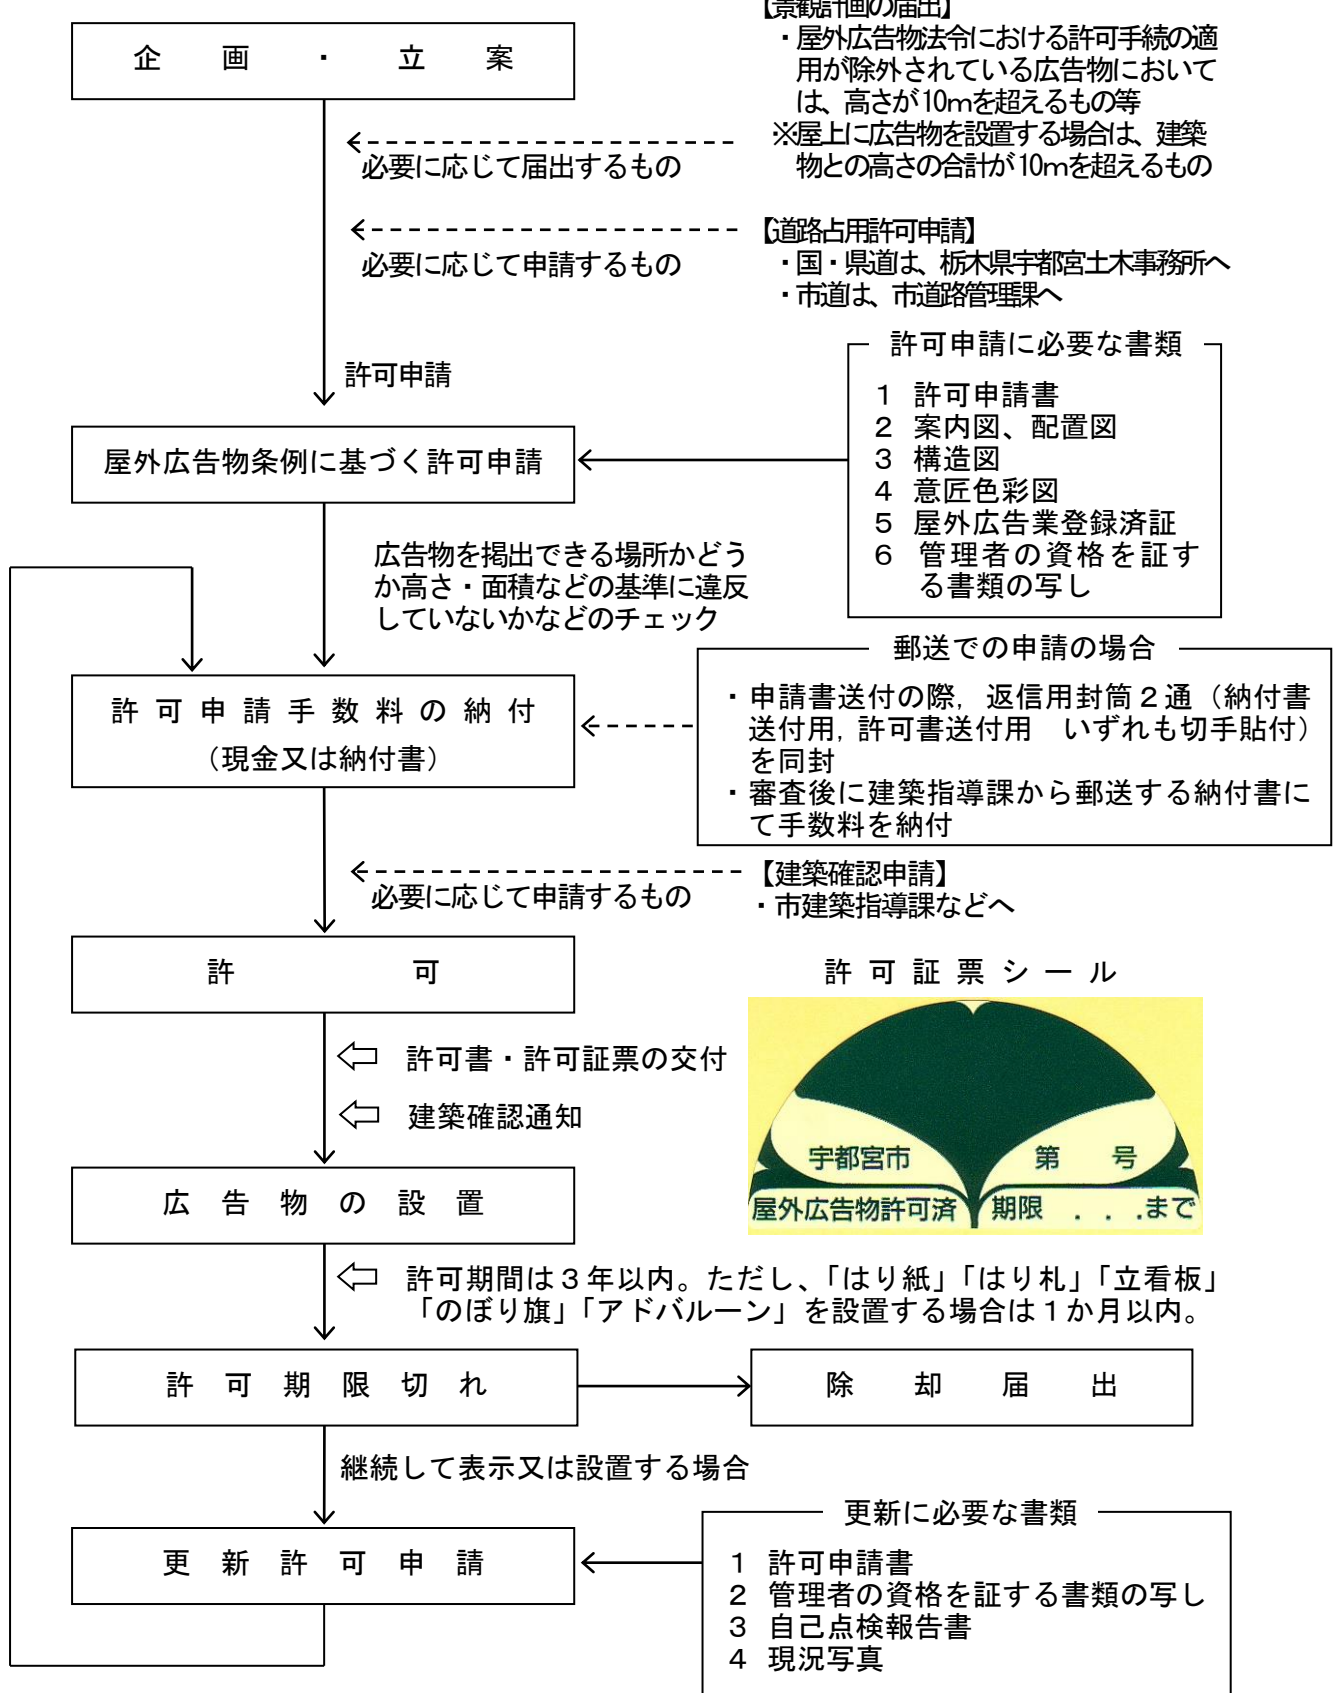 【景観計画の届出】
企画・立案
・屋外広告物法令における許可手続の適
用が除外されている広告物において
は、高さが10ｍを超えるもの等
※屋上に広告物を設置する場合は、建築
物との高さの合計が10ｍを超えるもの
必要に応じて届出するもの
【道路占用許可申請】
必要に応じて申請するもの
・国・県道は、栃木県宇都宮土木事務所へ
・市道は、市道路管理課へ
許可申請
許可申請に必要な書類
1 許可申請書
2 案内図、配置図
3 構造図
4 意匠色彩図
5 屋外広告業登録済証
6 管理者の資格を証す
る書類の写し
屋外広告物条例に基づく許可申請
広告物を掲出できる場所かどう
か高さ・面積などの基準に違反
していないかなどのチェック
郵送での申請の場合
・申請書送付の際，返信用封筒２通（納付書
送付用，許可書送付用　いずれも切手貼付）
を同封
・審査後に建築指導課から郵送する納付書に
て手数料を納付
許可申請手数料の納付
（現金又は納付書）
【建築確認申請】
必要に応じて申請するもの
・市建築指導課などへ
許可
許可証票シール
許可書・許可証票の交付
建築確認通知
宇都宮市 第 号
屋外広告物許可済 期限 ．．．まで
広告物の設置
許可期間は３年以内。ただし、「はり紙」「はり札」「立看板」
「のぼり旗」「アドバルーン」を設置する場合は１か月以内。
許可期限切れ
除却届出
継続して表示又は設置する場合
更新許可申請
更新に必要な書類
1 許可申請書
2 管理者の資格を証する書類の写し
3 自己点検報告書
4 現況写真